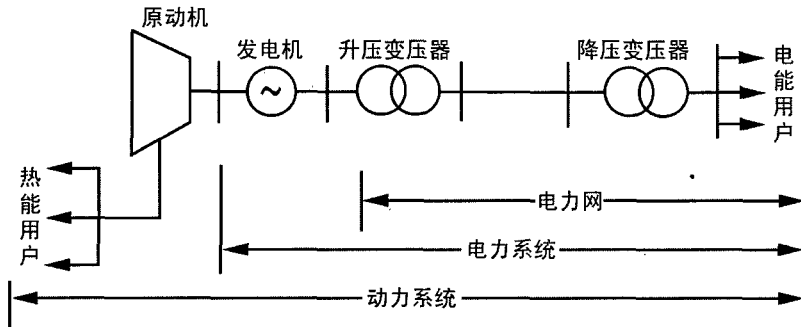 原动机
发电机
升压变压器
降压变压器
电能用户
~
热能用户
电力网
电力系统
动力系统